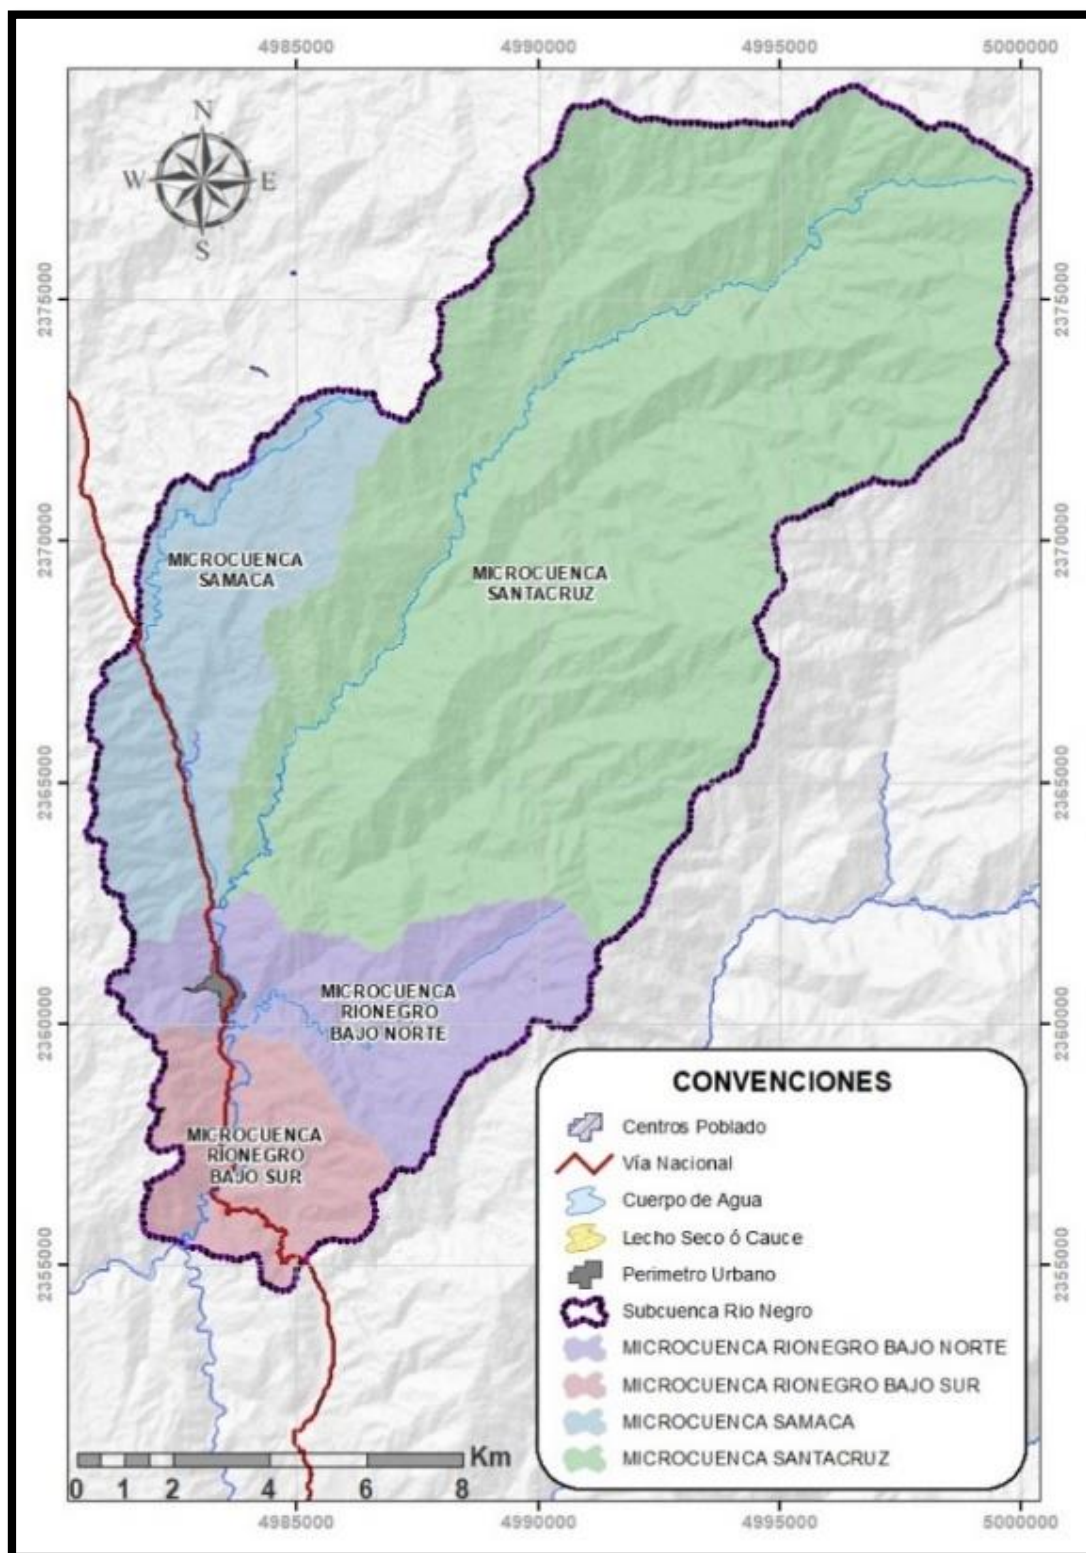 4985000 4990000 4995000 5000000
N
W E
S
2375000 2375000
2370000 2370000
MICROCUENCA
SAMACA
MICROCUENCA
SANTACRUZ
2365000 2365000
MICROCUENCA
RIONEGRO
BAJO NORTE
2360000 2360000
MICROCUENCA
RIONEGRO
BAJO SUR
2355000 2355000
CONVENCIONES
Centros Poblado
Vía Nacional
Cuerpo de Agua
Lecho Seco ó Cauce
Perimetro Urbano
Subcuenca Rio Negro
MICROCUENCA RIONEGRO BAJO NORTE
MICROCUENCA RIONEGRO BAJO SUR
MICROCUENCA SAMACA
MICROCUENCA SANTACRUZ
Km
0 1 2 4 6 8
4985000 4990000 4995000 5000000